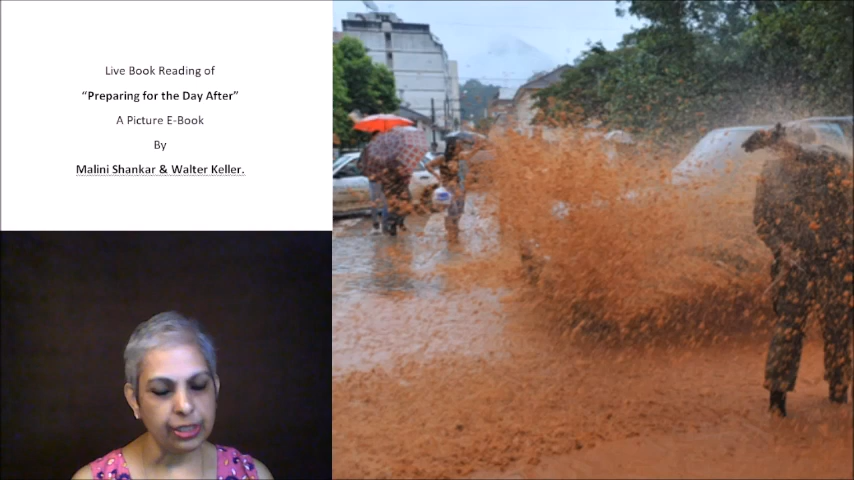 Live Book Reading of
“Preparing for the Day After”
A Picture E-Book
By
Malini Shankar & Walter Keller.